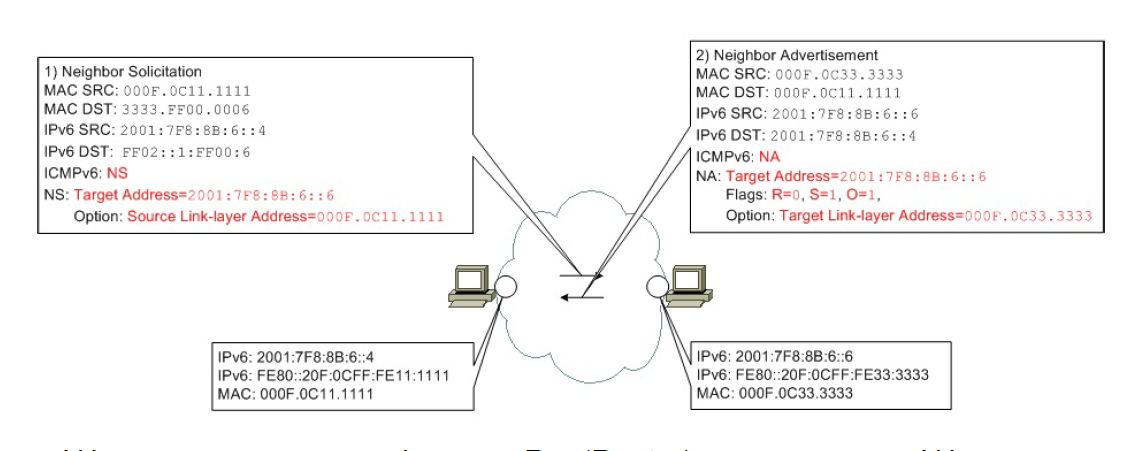 1) Neighbor Solicitation
MAC SRC: 000F.0C11.1111
MAC DST: 3333.FF00.0006
IPv6 SRC: 2001:7F8:8B:6::4
IPv6 DST: FF02::1:FF00:6
ICMPv6: NS
NS: Target Address=2001:7F8:8B:6::6
Option: Source Link-layer Address=000F.0C11.1111
2) Neighbor Advertisement
MAC SRC: 000F.0C33.3333
MAC DST: 000F.0C11.1111
IPv6 SRC: 2001:7F8:8B:6::6
IPv6 DST: 2001:7F8:8B:6::4
ICMPv6: NA
NA: Target Address=2001:7F8:8B:6::6
Flags: R=0, S=1, O=1,
Option: Target Link-layer Address=000F.0C33.3333
IPv6: 2001:7F8:8B:6::4
IPv6: FE80::20F:0CFF:FE11:1111
MAC: 000F.0C11.1111
IPv6: 2001:7F8:8B:6::6
IPv6: FE80::20F:0CFF:FE33:3333
MAC: 000F.0C33.3333